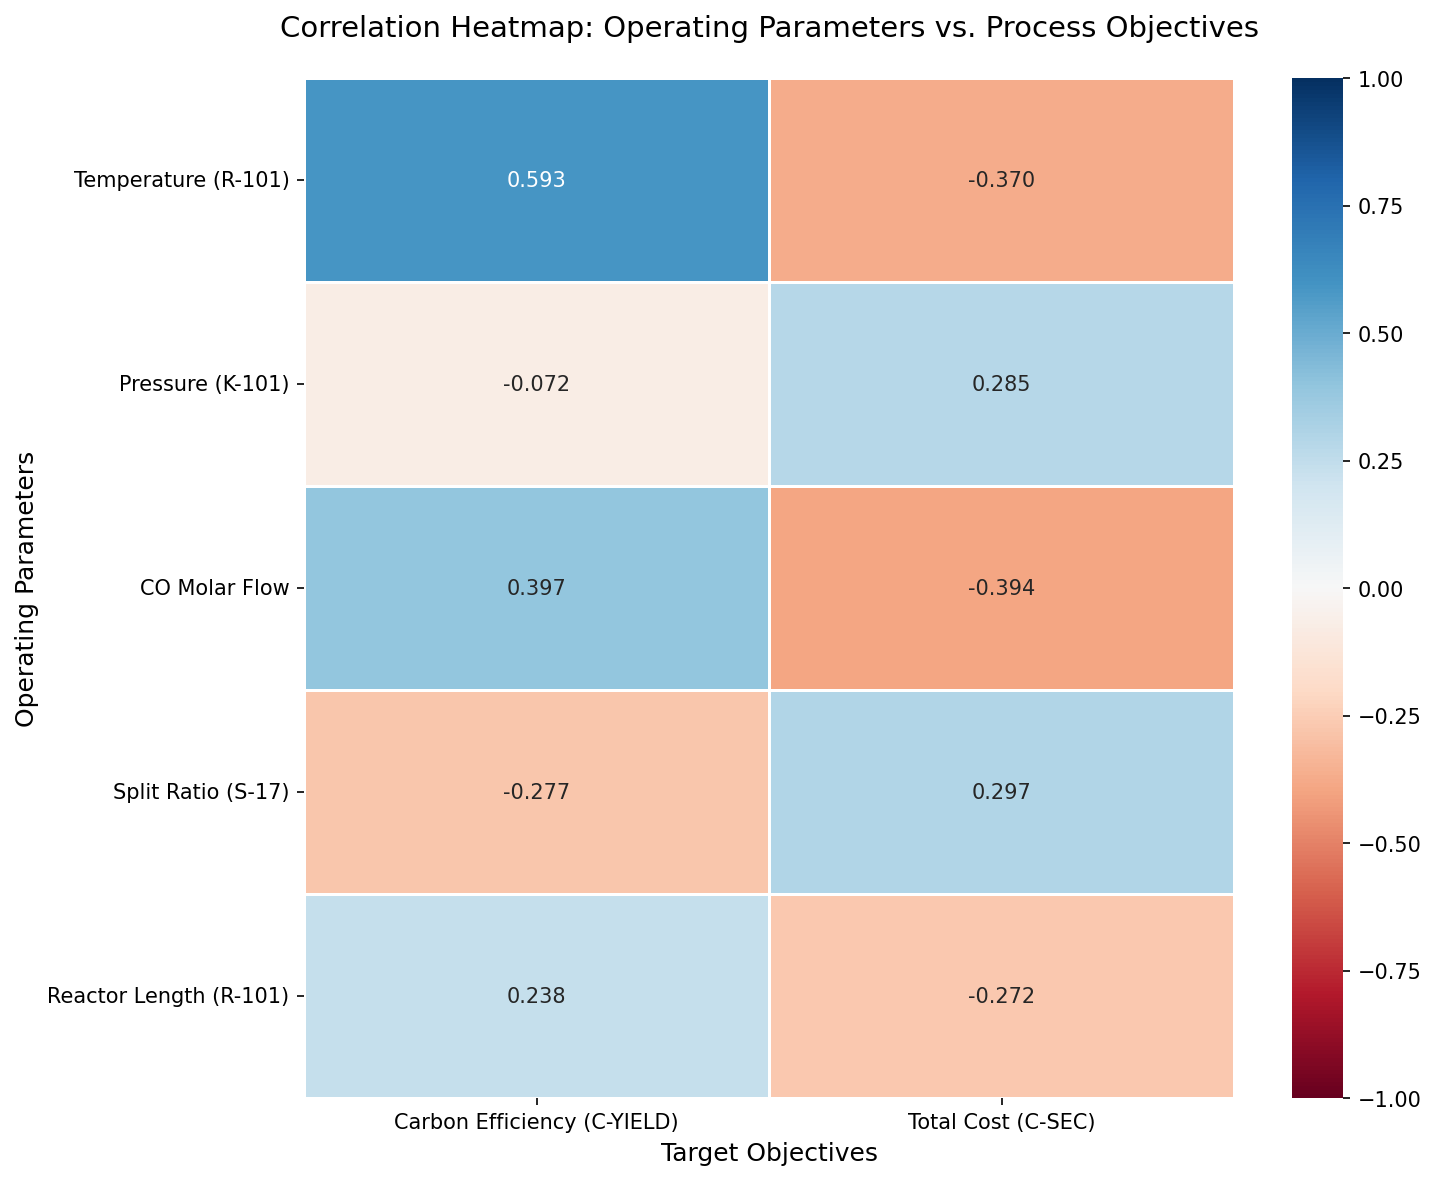 Correlation Heatmap: Operating Parameters vs. Process Objectives
Operating Parameters
Temperature (R-101)
0.593
-0.370
Pressure (K-101)
-0.072
0.285
CO Molar Flow
0.397
-0.394
Split Ratio (S-17)
-0.277
0.297
Reactor Length (R-101)
0.238
-0.272
Carbon Efficiency (C-YIELD)
Total Cost (C-SEC)
Target Objectives
1.00
0.75
0.50
0.25
0.00
−0.25
−0.50
−0.75
−1.00